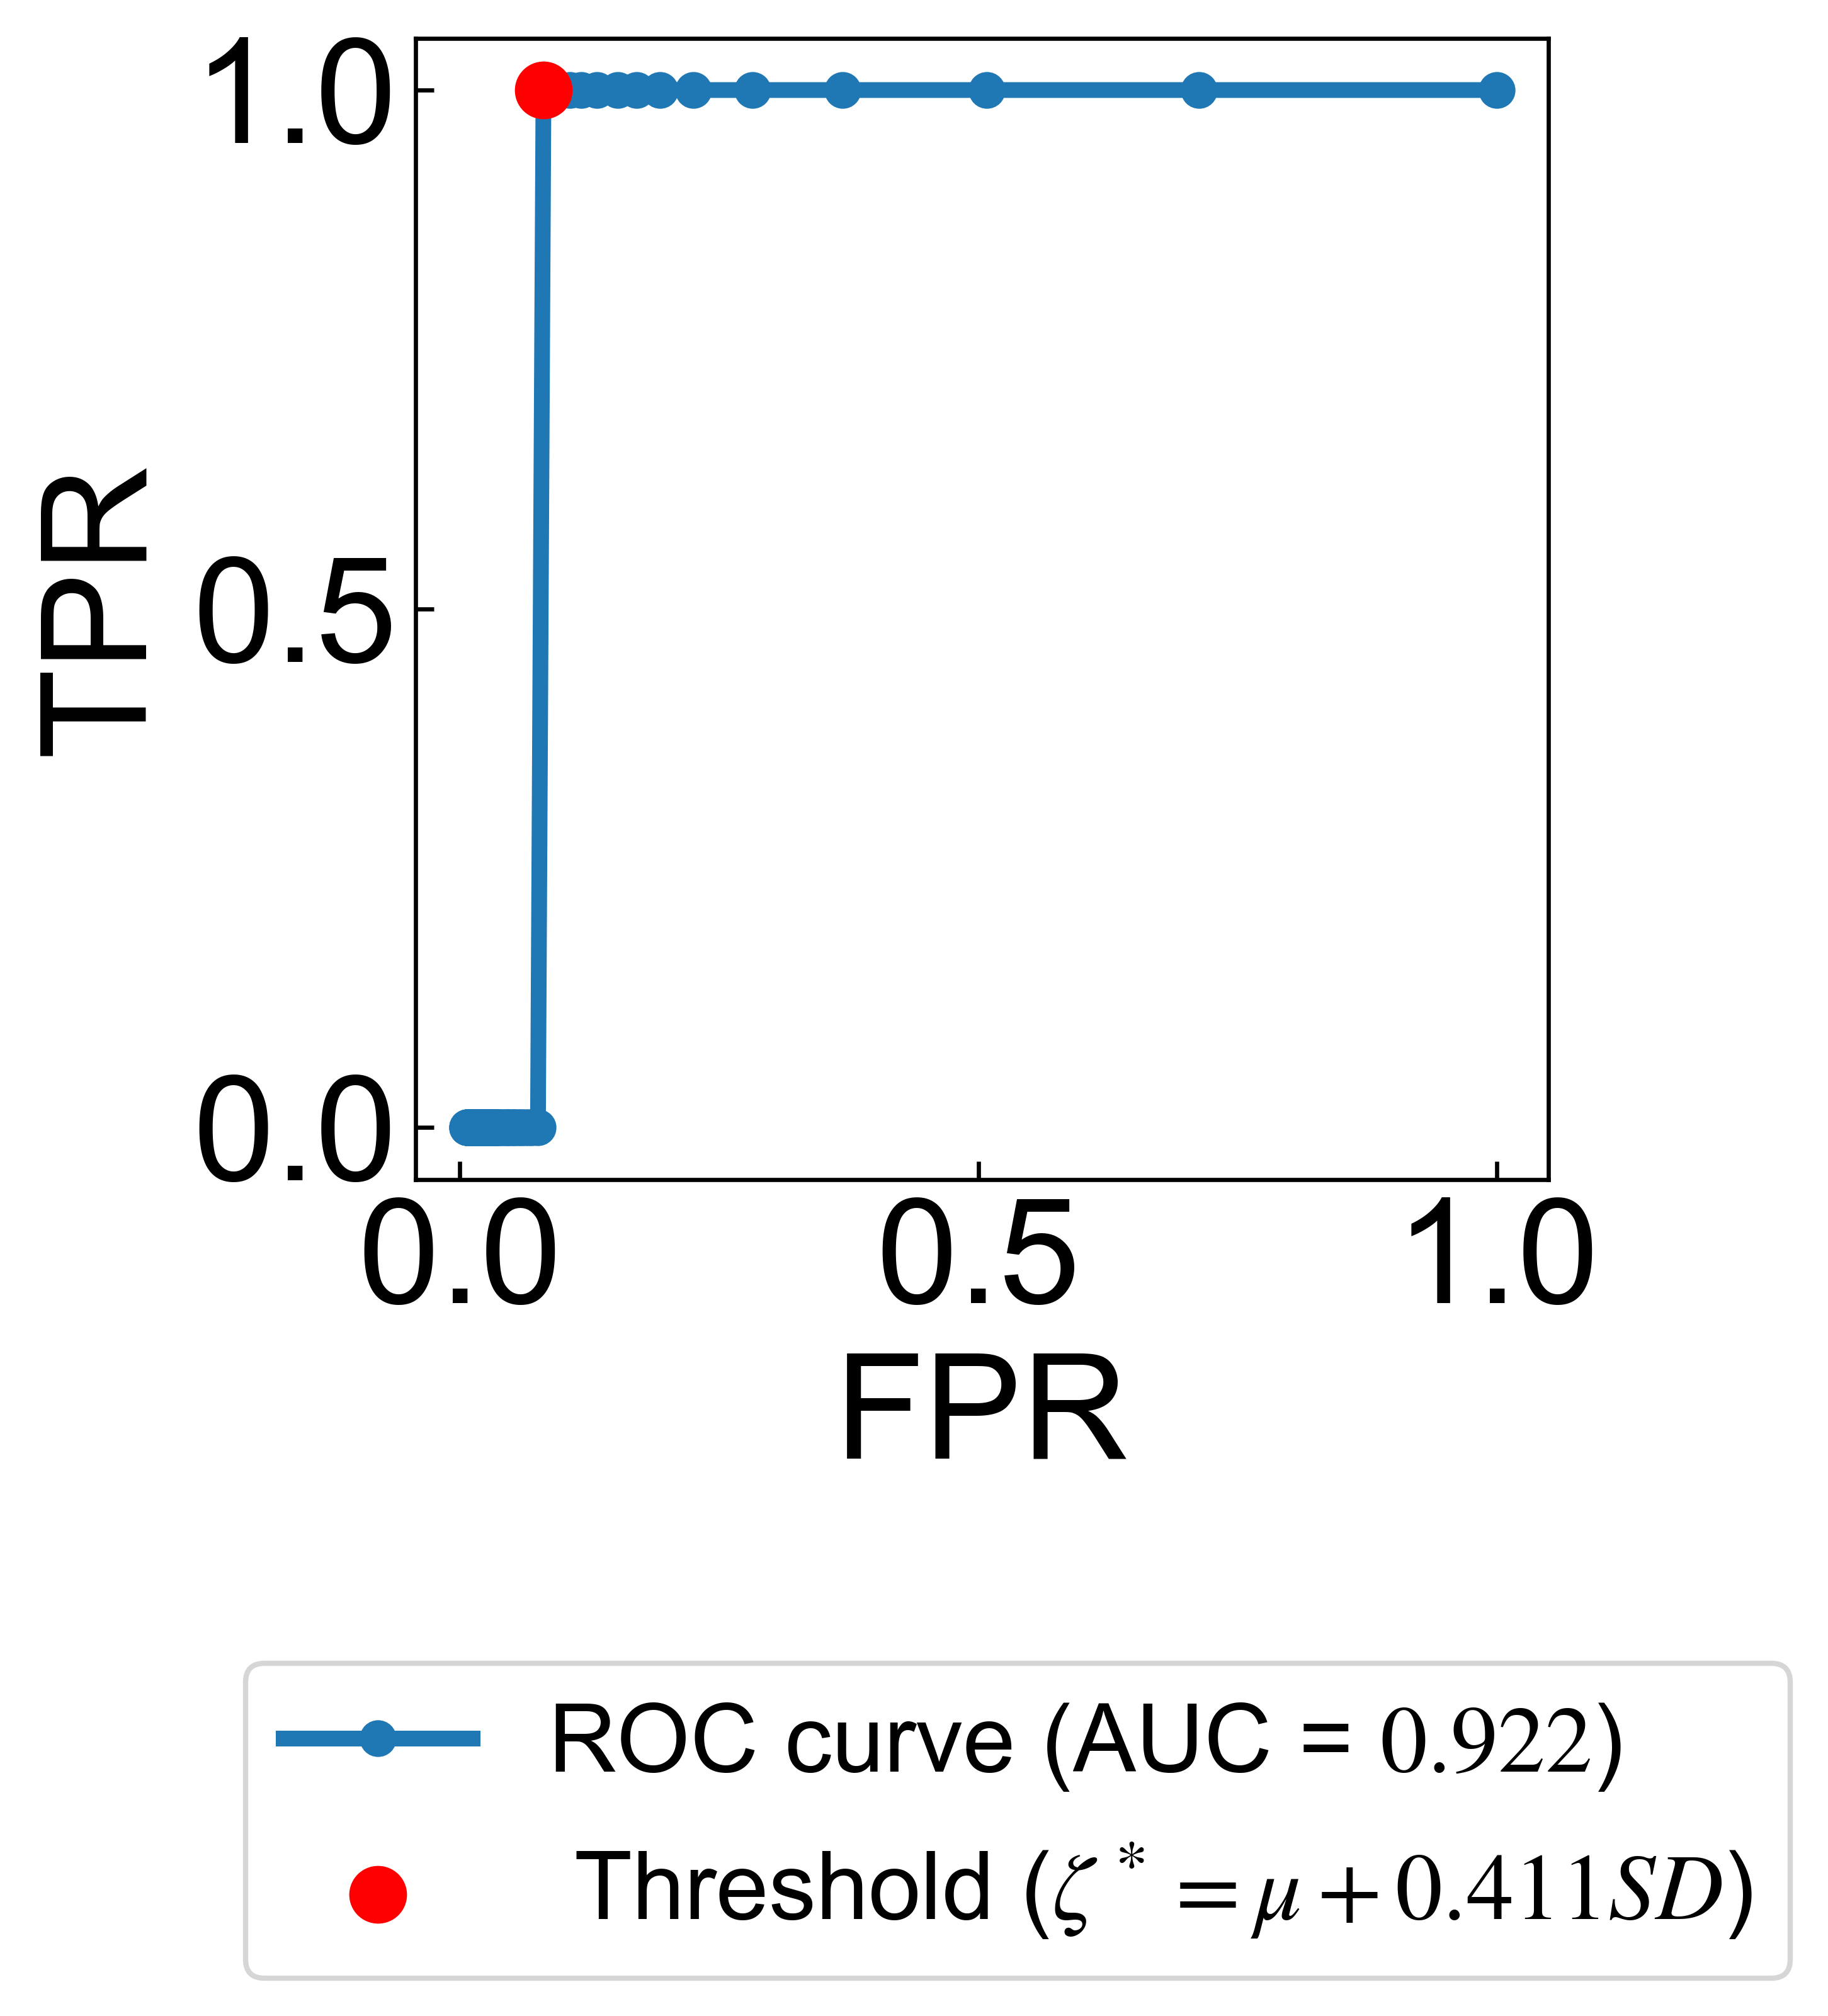 1.0
0.5
0.0
TPR
0.0 0.5 1.0
FPR
ROC curve (AUC = 0.922)
Threshold (ζ* = μ + 0.411SD)